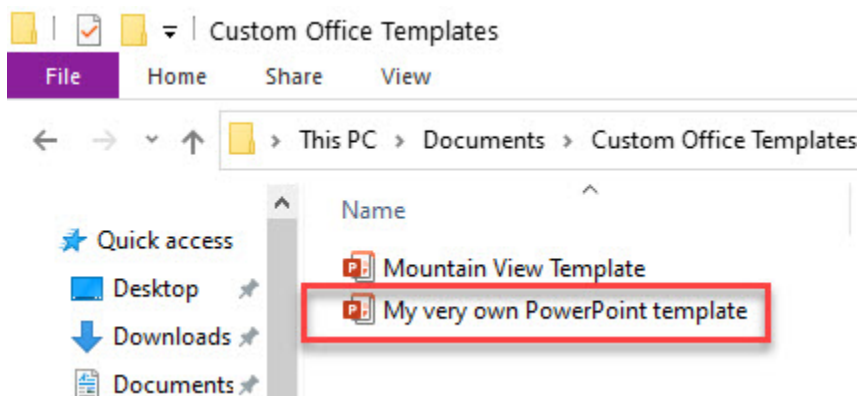 Custom Office Templates
File Home Share View
This PC > Documents > Custom Office Templates
Name
Quick access
Mountain View Template
Desktop
My very own PowerPoint template
Downloads
Documents